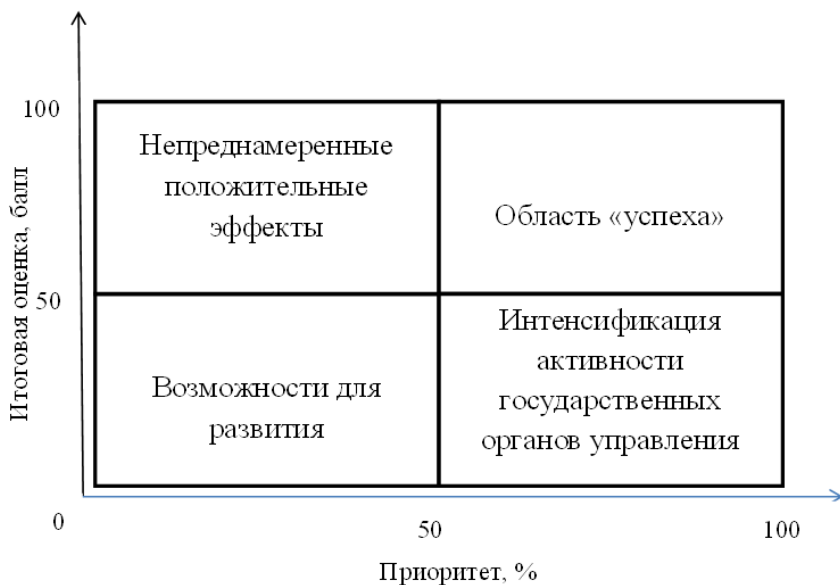 100
Непреднамеренные
положительные
эффекты
Область «успеха»
Итоговая оценка, балл
50
Возможности для
развития
Интенсификация
активности
государственных
органов управления
0
50
100
Приоритет, %